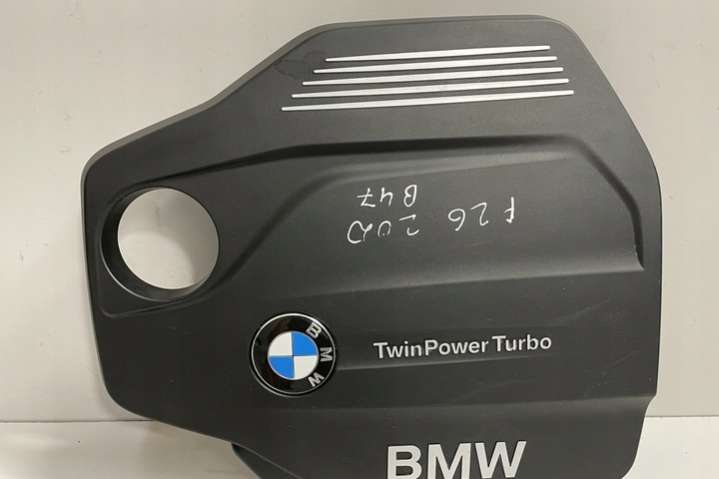 F26 20D
B47
BMW
TwinPower Turbo
BMW